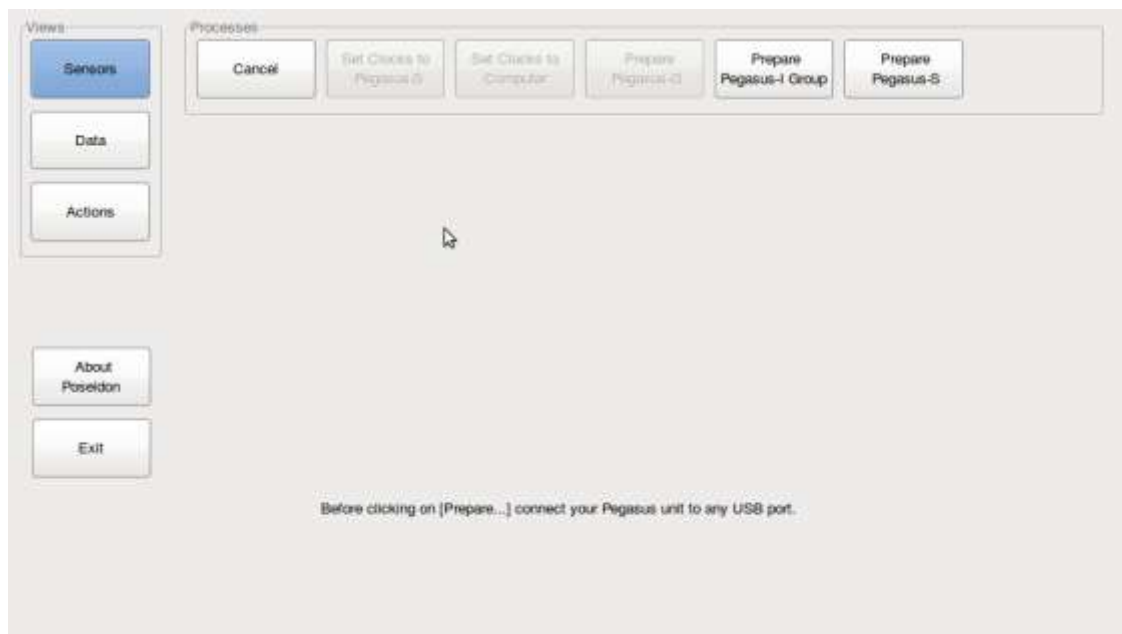 Views
Sensors
Data
Actions
About
Poseidon
Exit
Processes
Cancel
Set Clocks to
Pegasus-S
Set Clocks to
Computer
Prepare
Prepare
Pegasus-I Group
Prepare
Pegasus-S
Before clicking on [Prepare...] connect your Pegasus unit to any USB port.